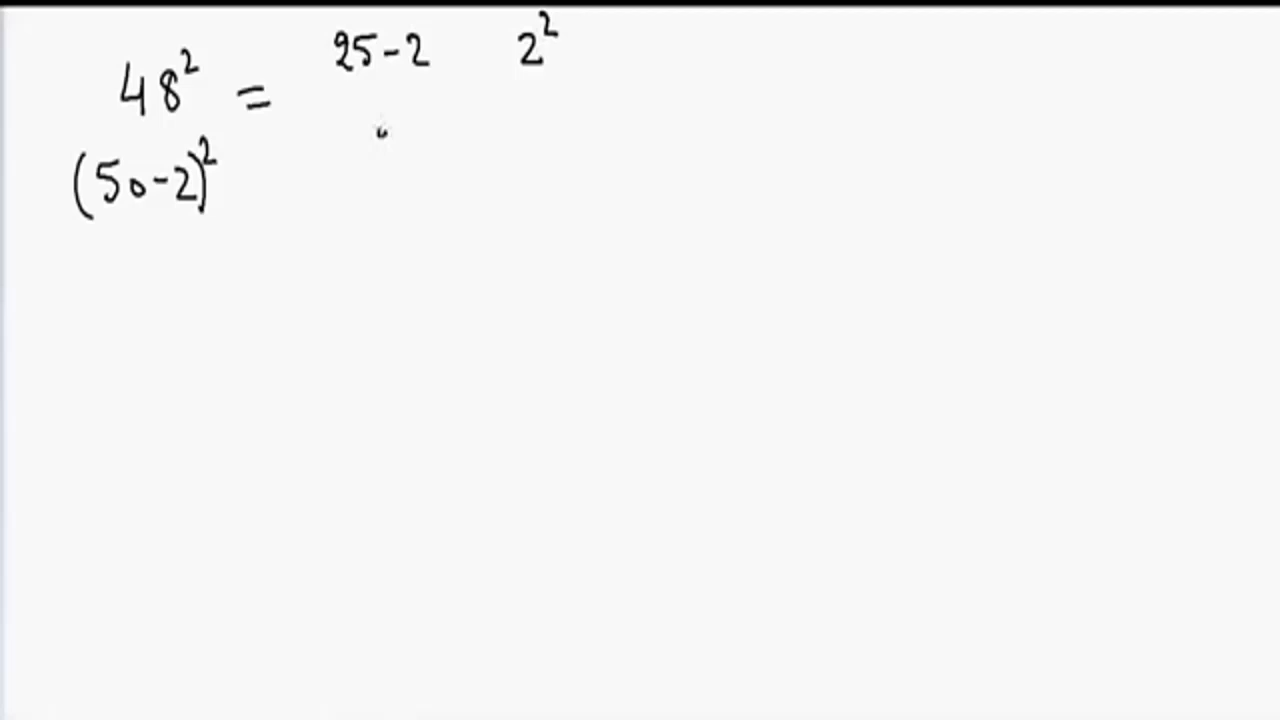 48² = 25-2 2²
(50-2)²